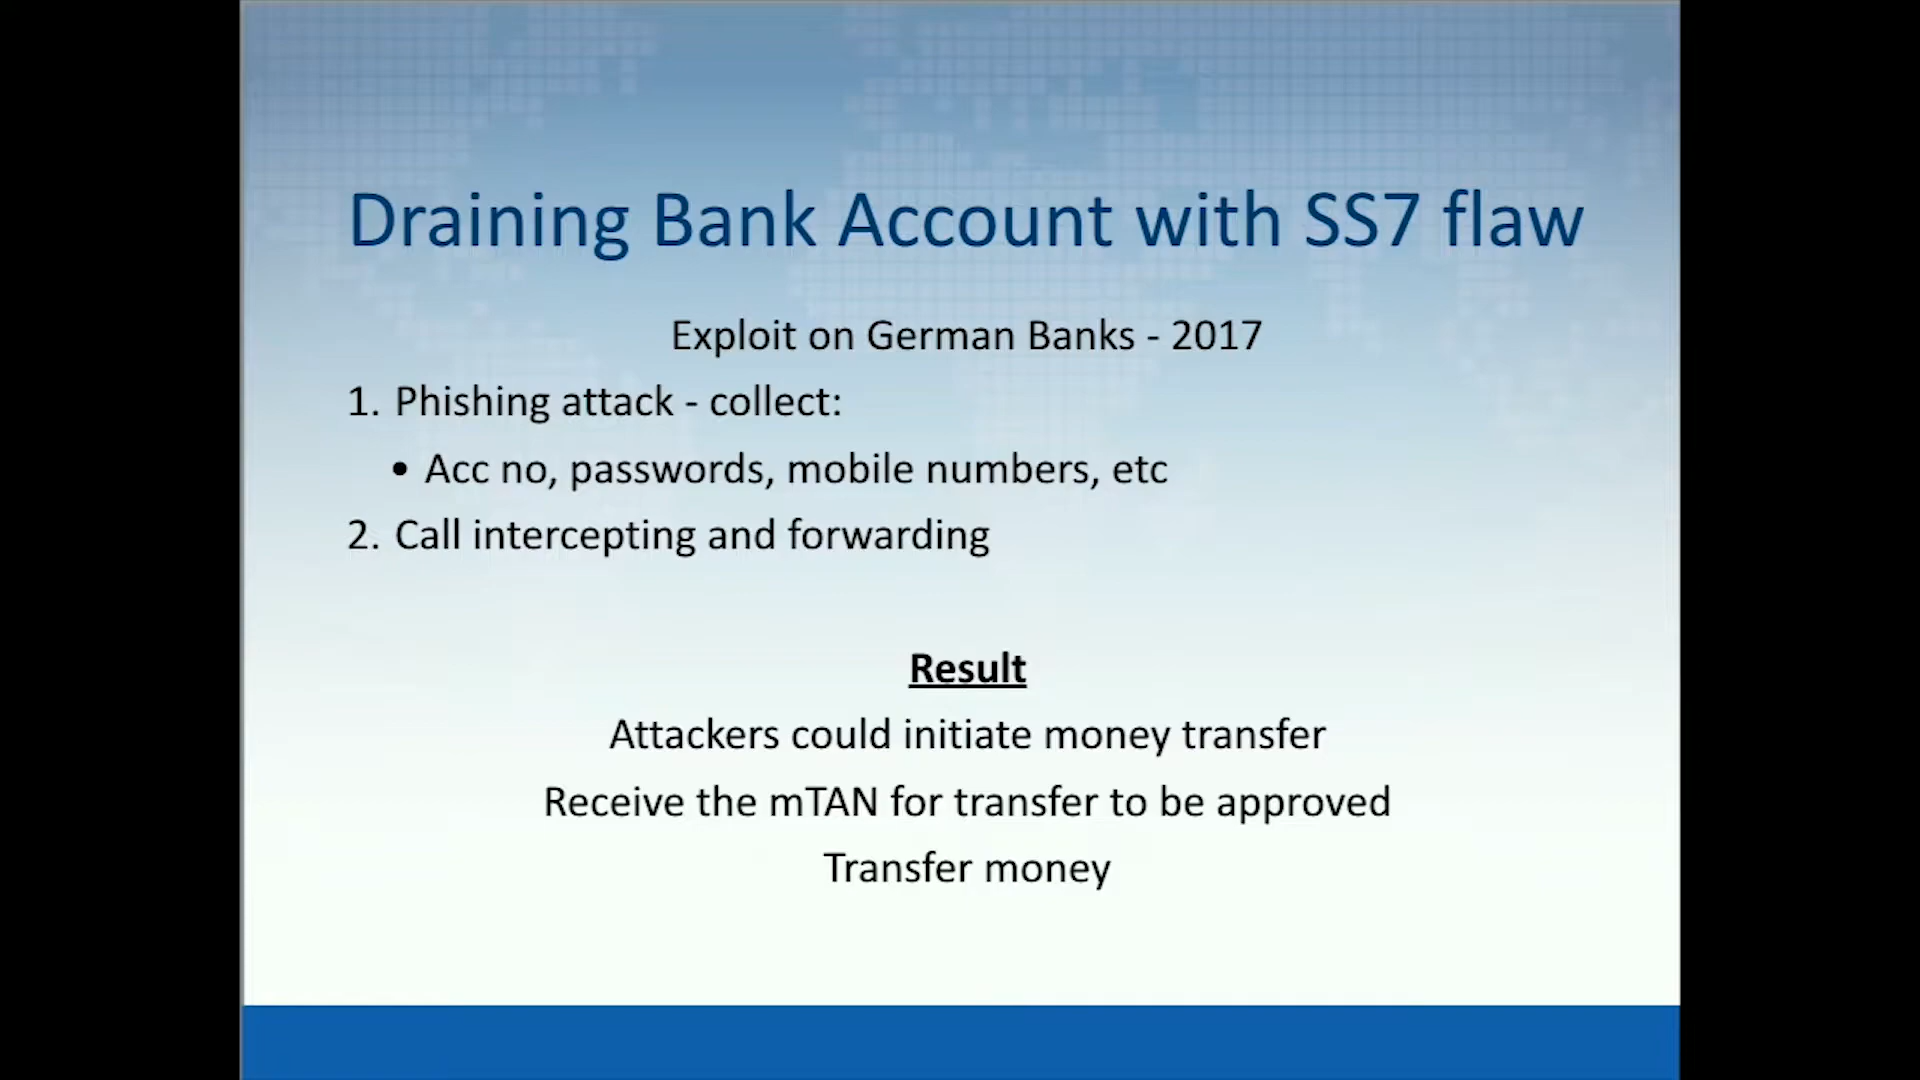 Draining Bank Account with SS7 flaw
Exploit on German Banks - 2017
1. Phishing attack - collect:
• Acc no, passwords, mobile numbers, etc
2. Call intercepting and forwarding
Result
Attackers could initiate money transfer
Receive the mTAN for transfer to be approved
Transfer money